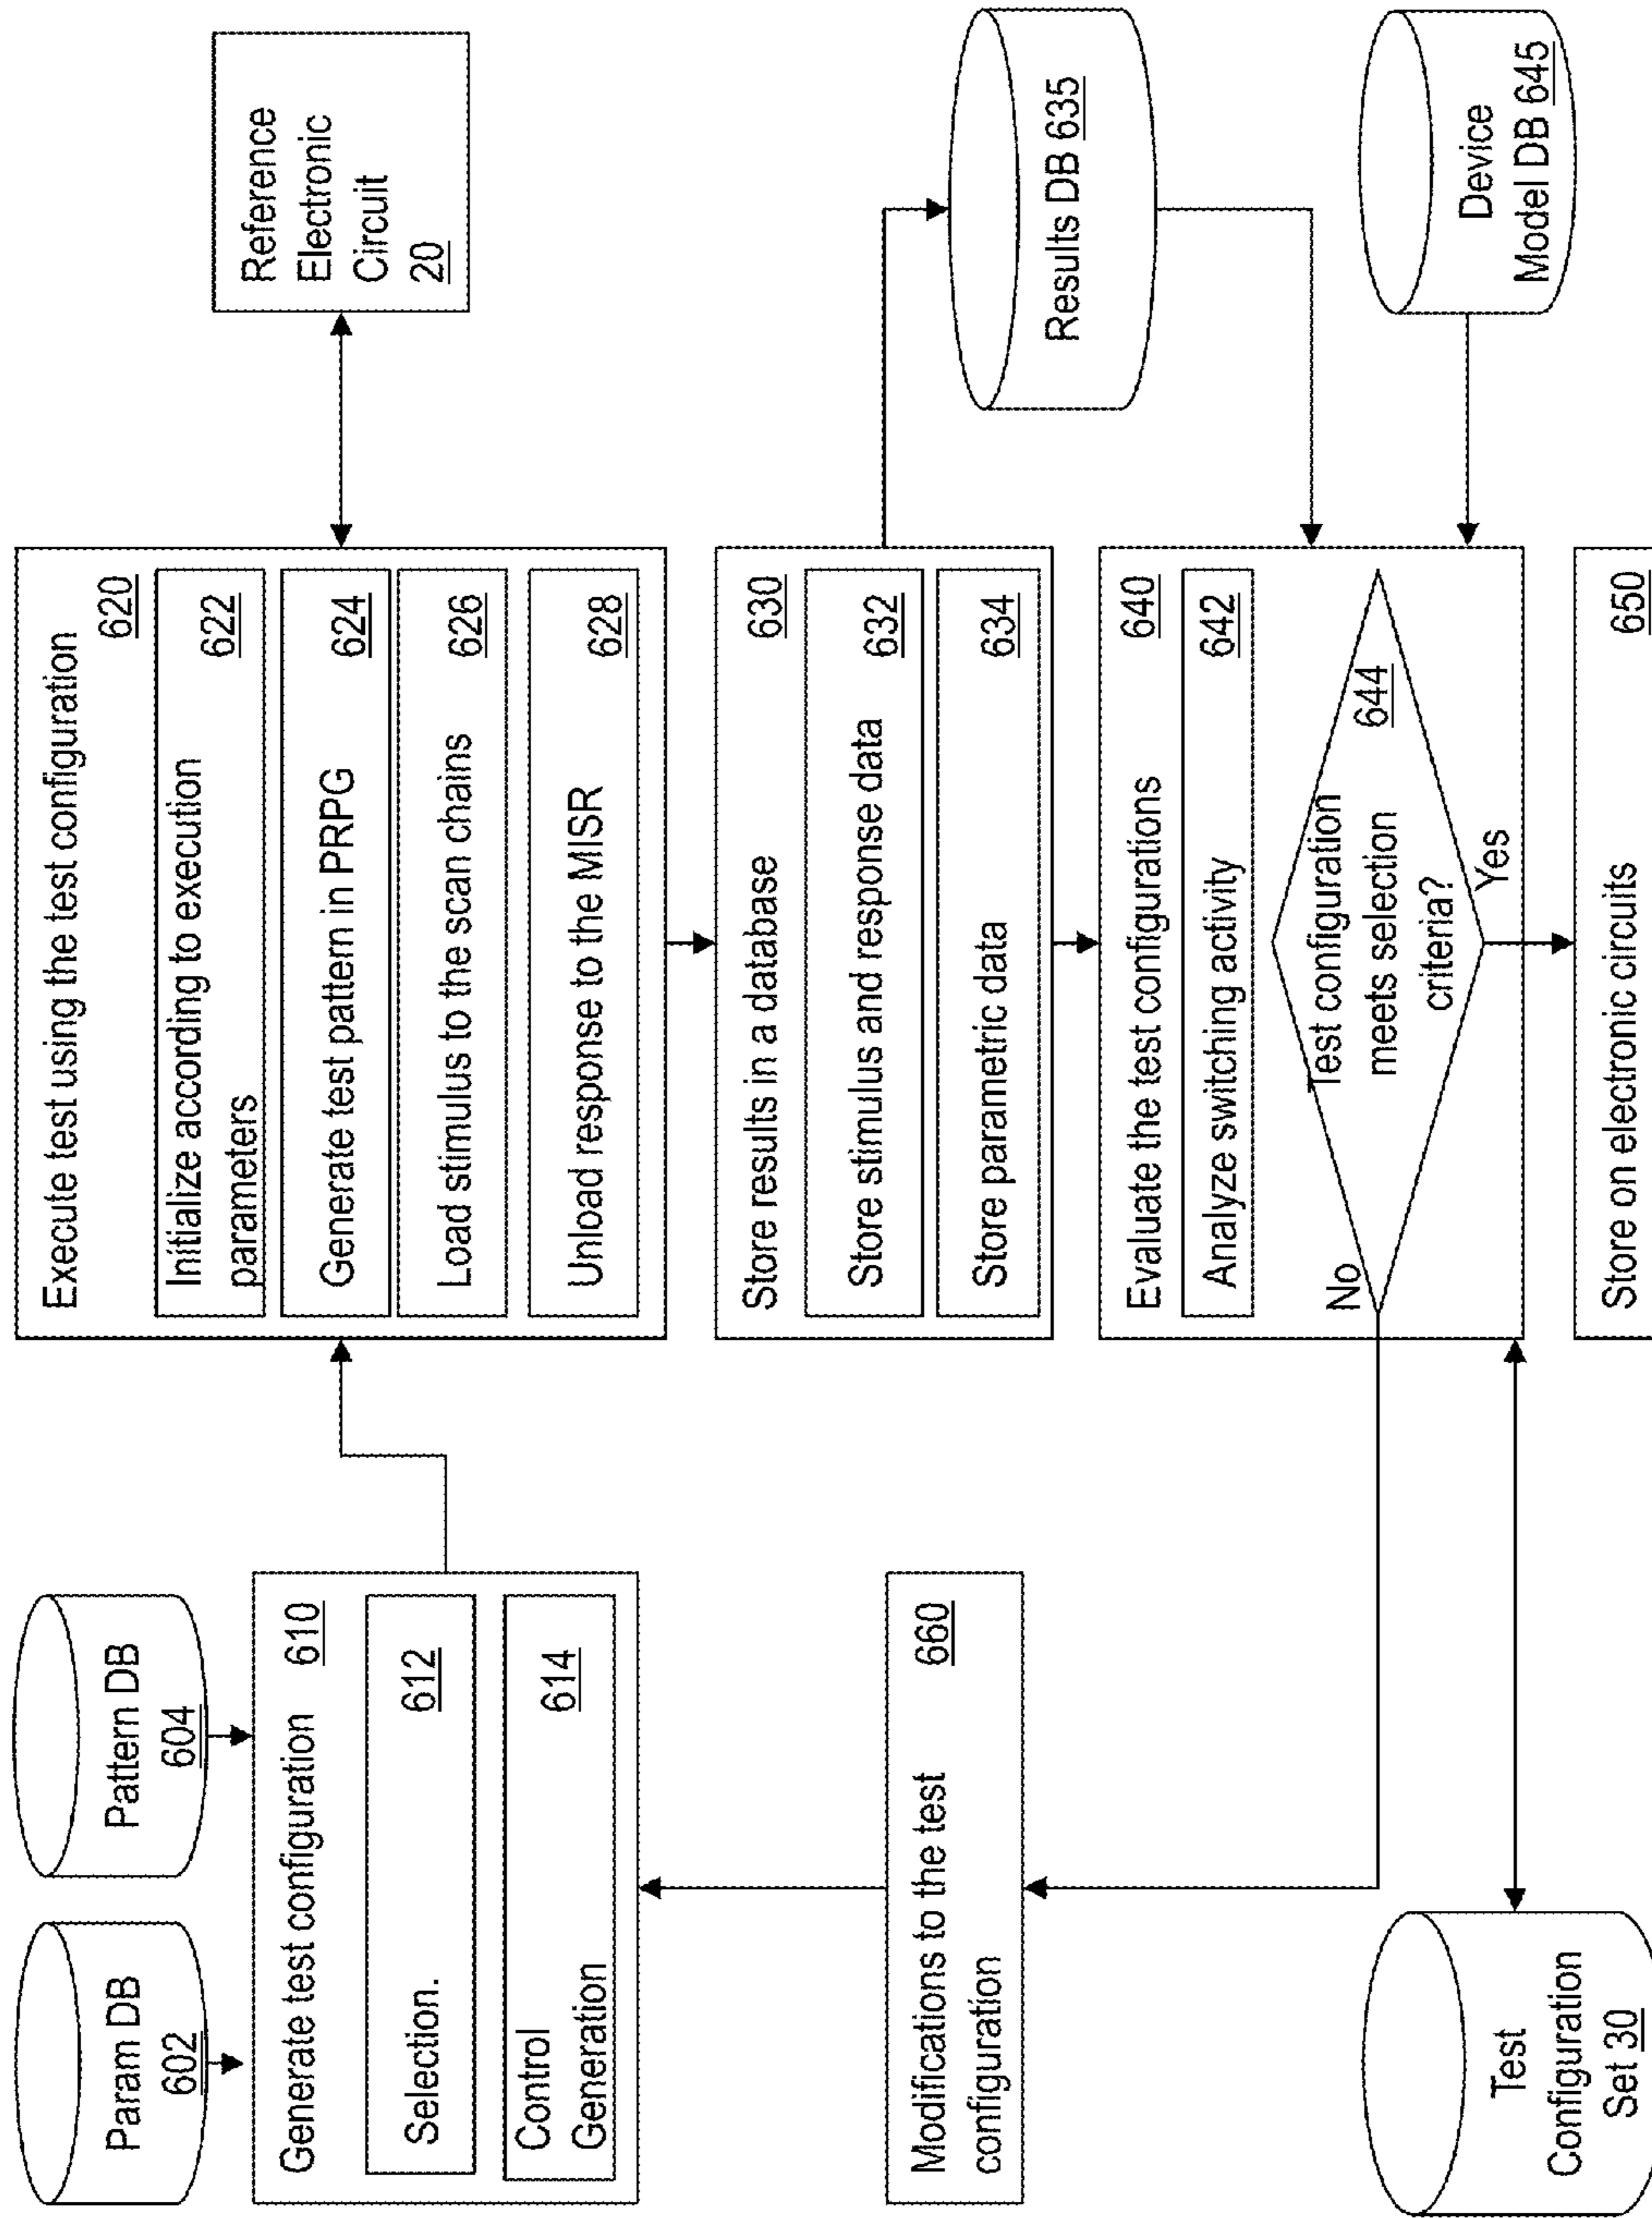 Param DB
602
Pattern DB
604
Generate test configuration 610
Selection. 612
Control
Generation 614
Modifications to the test
configuration 660
Test
Configuration
Set 30
Execute test using the test configuration
620
Initialize according to execution
parameters 622
Generate test pattern in PRPG 624
Load stimulus to the scan chains 626
Unload response to the MISR 628
Store results in a database 630
Store stimulus and response data 632
Store parametric data 634
Evaluate the test configurations 640
Analyze switching activity 642
644
Test configuration
meets selection
criteria?
No
Yes
Store on electronic circuits 650
Reference
Electronic
Circuit
20
Results DB 635
Device
Model DB 645